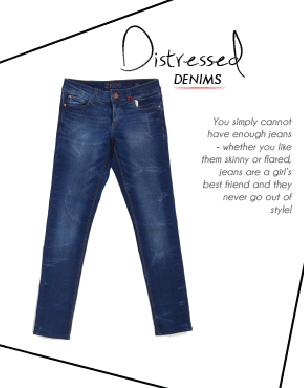 Distressed
DENIMS
You simply cannot
have enough jeans
- whether you like
them skinny or flared,
jeans are a girl's
best friend and they
never go out of
style!